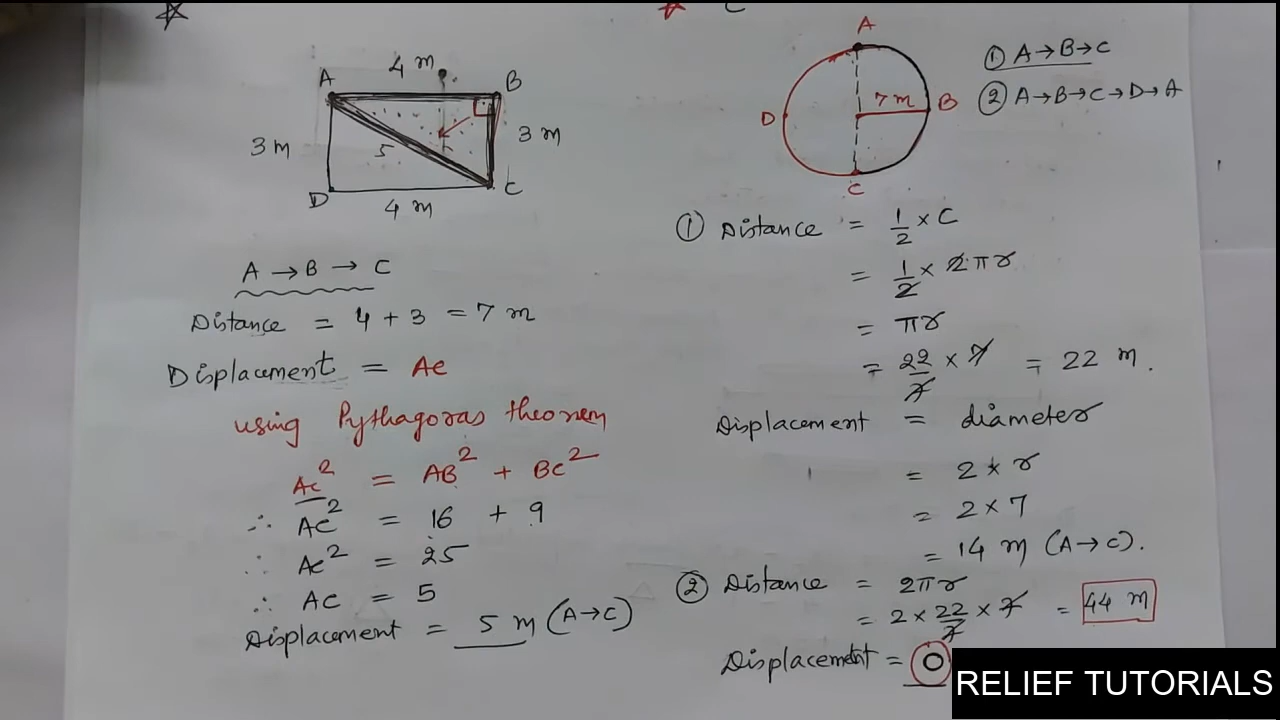 4 m
A B
3 m 5 3 m
D C
4 m
A → B → C
Distance = 4 + 3 = 7 m
Displacement = AC
using Pythagoras theorem
AC² = AB² + BC²
∴ AC² = 16 + 9
∴ AC² = 25
∴ AC = 5
Displacement = 5 m (A→C)
A
7 m B
D
C
① A→B→C
② A→B→C→D→A
① Distance = 1/2 × C
= 1/2 × 2πr
= πr
= 22/7 × 7 = 22 m.
Displacement = diameter
= 2 × r
= 2 × 7
= 14 m (A→C).
② Distance = 2πr
= 2 × 22/7 × 7 = 44 m
Displacement = 0
RELIEF TUTORIALS